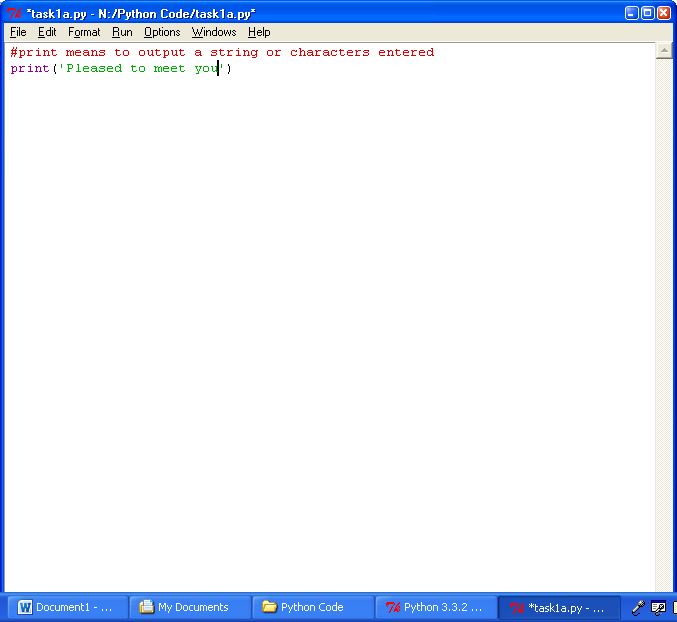 *task1a.py - N:/Python Code/task1a.py*
File Edit Format Run Options Windows Help
#print means to output a string or characters entered
print('Pleased to meet you')
Document1 - ... My Documents Python Code Python 3.3.2 ... *task1a.py - ...